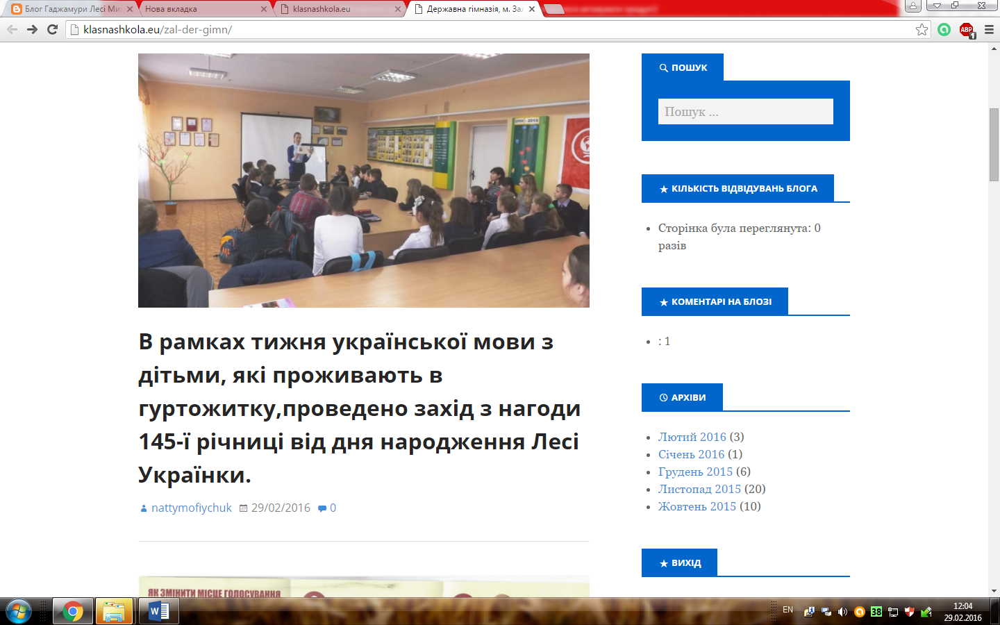 Блог Гаджамури Лесі Ми
Нова вкладка
klasnashkola.eu
Державна гімназія, м. Зал
klasnashkola.eu/zal-der-gimn/
ABP
1
ПОШУК
Пошук ...
КІЛЬКІСТЬ ВІДВІДУВАНЬ БЛОГА
Сторінка була переглянута: 0
разів
КОМЕНТАРІ НА БЛОЗІ
: 1
АРХІВИ
Лютий 2016 (3)
Січень 2016 (1)
Грудень 2015 (6)
Листопад 2015 (20)
Жовтень 2015 (10)
ВИХІД
В рамках тижня української мови з
дітьми, які проживають в
гуртожитку,проведено захід з нагоди
145-ї річниці від дня народження Лесі
Українки.
nattymofiychuk 29/02/2016 0
ЯК ЗМІНИТИ МІСЦЕ ГОЛОСУВАННЯ
EN
38
12:04
29.02.2016